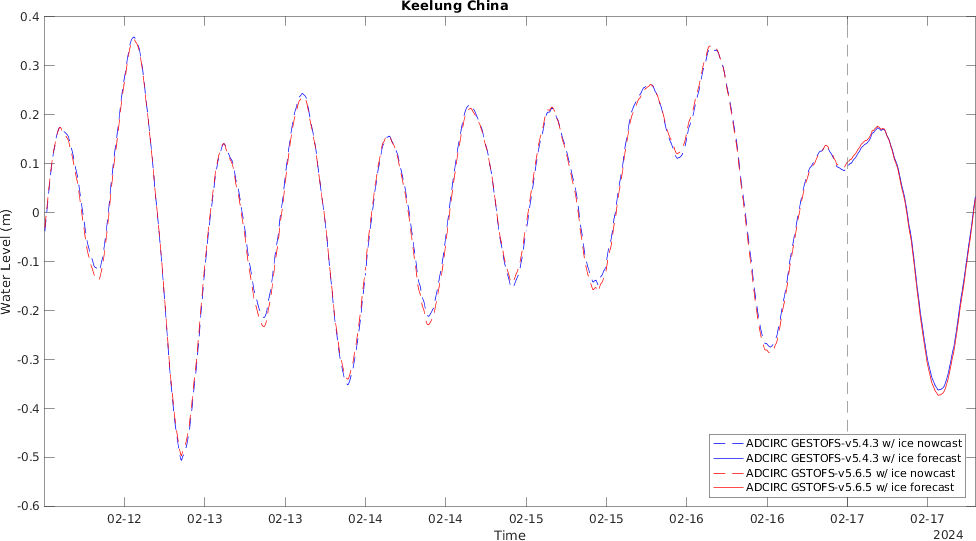 Keelung China
0.4
0.3
0.2
0.1
0
-0.1
-0.2
-0.3
-0.4
-0.5
-0.6
Water Level (m)
02-12 02-13 02-13 02-14 02-14 02-15 02-15 02-16 02-16 02-17 02-17
2024
Time
ADCIRC GESTOFS-v5.4.3 w/ ice nowcast
ADCIRC GESTOFS-v5.4.3 w/ ice forecast
ADCIRC GSTOFS-v5.6.5 w/ ice nowcast
ADCIRC GSTOFS-v5.6.5 w/ ice forecast